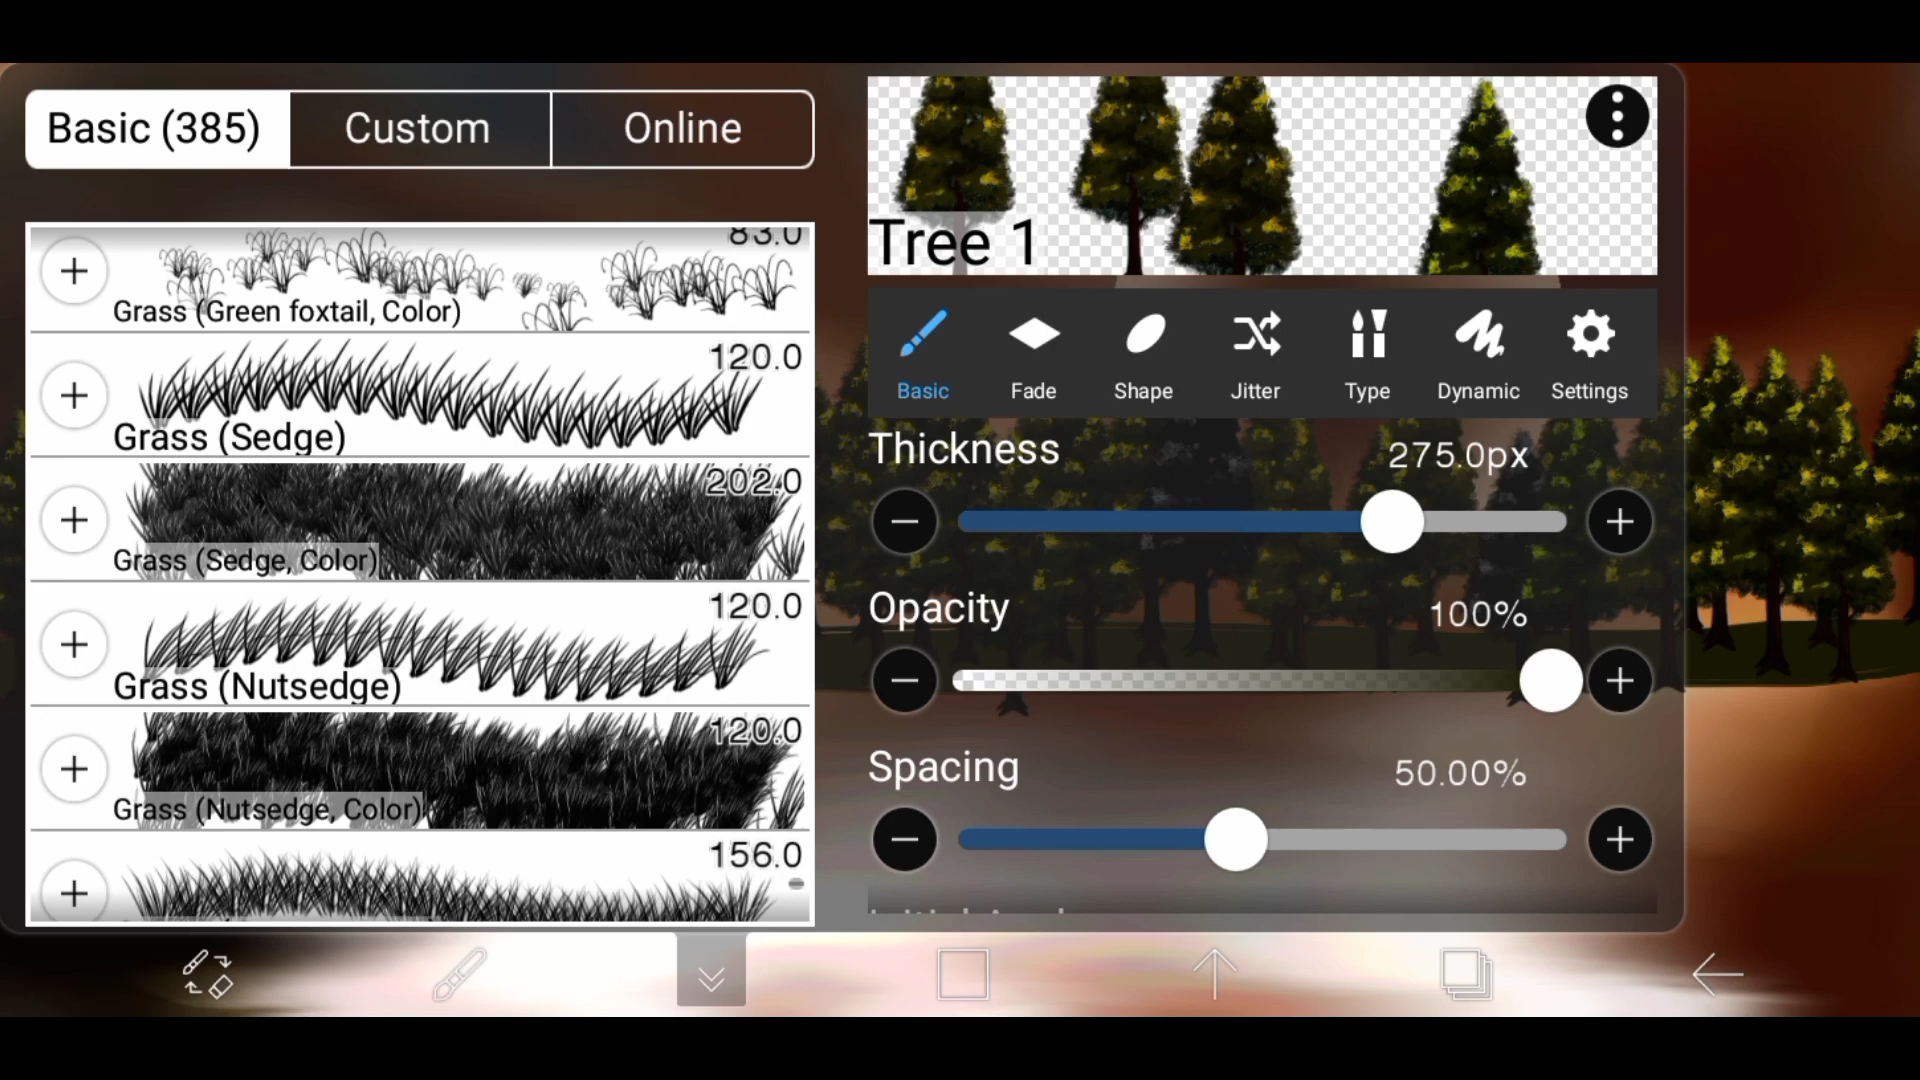 Basic (385)
Custom
Online
83.0
Grass (Green foxtail, Color)
120.0
Grass (Sedge)
202.0
Grass (Sedge, Color)
120.0
Grass (Nutsedge)
120.0
Grass (Nutsedge, Color)
156.0
Tree 1
Basic
Fade
Shape
Jitter
Type
Dynamic
Settings
Thickness
275.0px
Opacity
100%
Spacing
50.00%